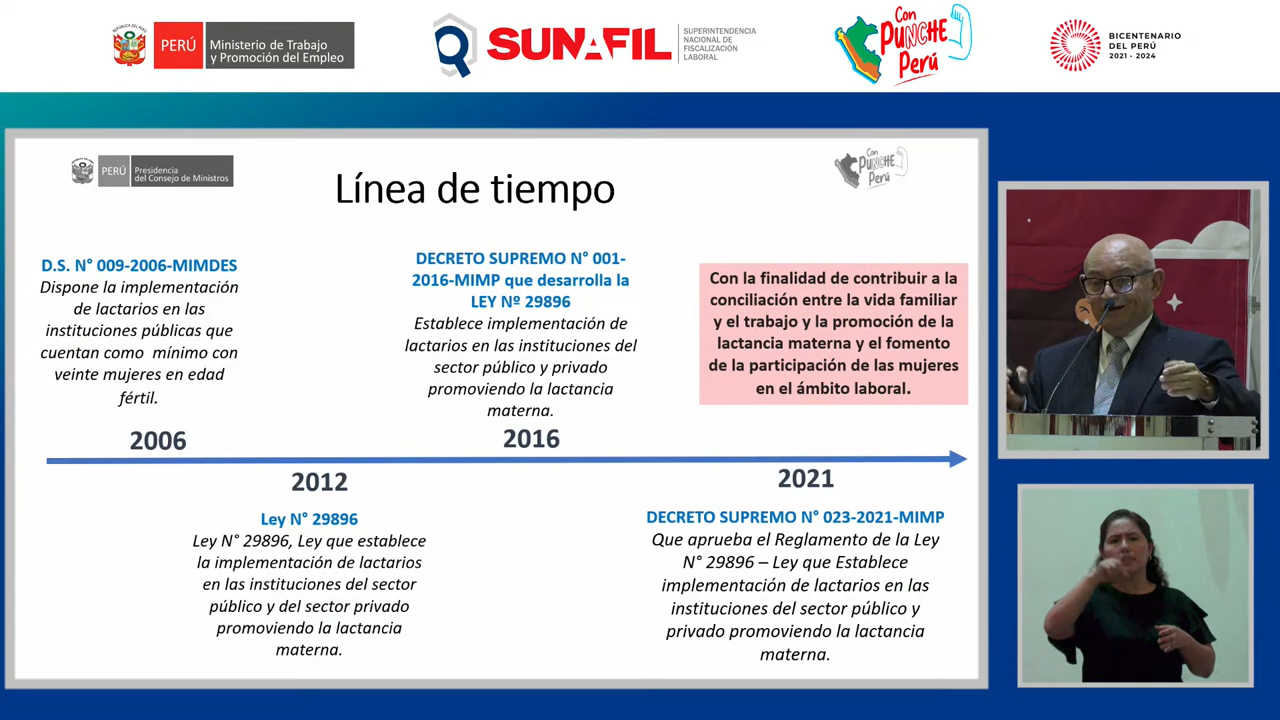 REPÚBLICA DEL PERÚ
PERÚ
Ministerio de Trabajo
y Promoción del Empleo
SUNAFIL
SUPERINTENDENCIA
NACIONAL DE
FISCALIZACIÓN
LABORAL
Con
PUNCHE
Perú
BICENTENARIO
DEL PERÚ
2021 - 2024
PERÚ
Presidencia
del Consejo de Ministros
Con
PUNCHE
Perú
Línea de tiempo
D.S. N° 009-2006-MIMDES
Dispone la implementación
de lactarios en las
instituciones públicas que
cuentan como mínimo con
veinte mujeres en edad
fértil.
2006
DECRETO SUPREMO N° 001-
2016-MIMP que desarrolla la
LEY Nº 29896
Establece implementación de
lactarios en las instituciones del
sector público y privado
promoviendo la lactancia
materna.
2016
Con la finalidad de contribuir a la
conciliación entre la vida familiar
y el trabajo y la promoción de la
lactancia materna y el fomento
de la participación de las mujeres
en el ámbito laboral.
2012
Ley N° 29896
Ley N° 29896, Ley que establece
la implementación de lactarios
en las instituciones del sector
público y del sector privado
promoviendo la lactancia
materna.
2021
DECRETO SUPREMO N° 023-2021-MIMP
Que aprueba el Reglamento de la Ley
N° 29896 – Ley que Establece
implementación de lactarios en las
instituciones del sector público y
privado promoviendo la lactancia
materna.